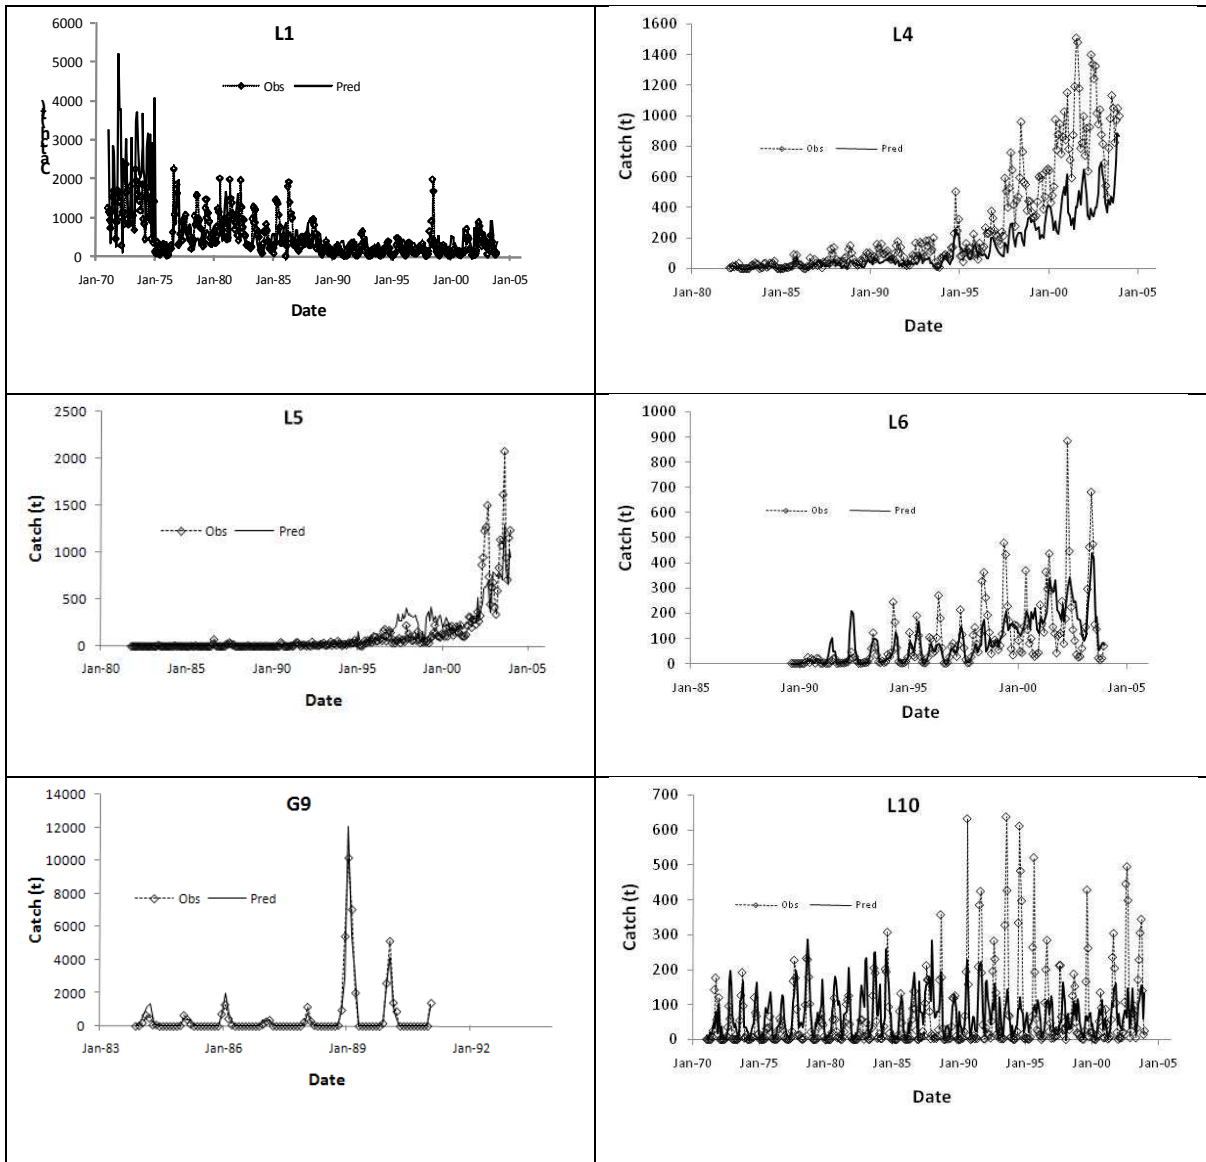 L1
6000
5000
4000
3000
2000
1000
0
Obs Pred
Jan-70 Jan-75 Jan-80 Jan-85 Jan-90 Jan-95 Jan-00 Jan-05
Date
L4
1600
1400
1200
1000
800
600
400
200
0
Catch (t)
Obs Pred
Jan-80 Jan-85 Jan-90 Jan-95 Jan-00 Jan-05
Date
L5
2500
2000
1500
1000
500
0
Catch (t)
Obs Pred
Jan-80 Jan-85 Jan-90 Jan-95 Jan-00 Jan-05
Date
L6
1000
900
800
700
600
500
400
300
200
100
0
Catch (t)
Obs Pred
Jan-85 Jan-90 Jan-95 Jan-00 Jan-05
Date
G9
14000
12000
10000
8000
6000
4000
2000
0
Catch (t)
Obs Pred
Jan-83 Jan-86 Jan-89 Jan-92
Date
L10
700
600
500
400
300
200
100
0
Catch (t)
Obs Pred
Jan-70 Jan-75 Jan-80 Jan-85 Jan-90 Jan-95 Jan-00 Jan-05
Date